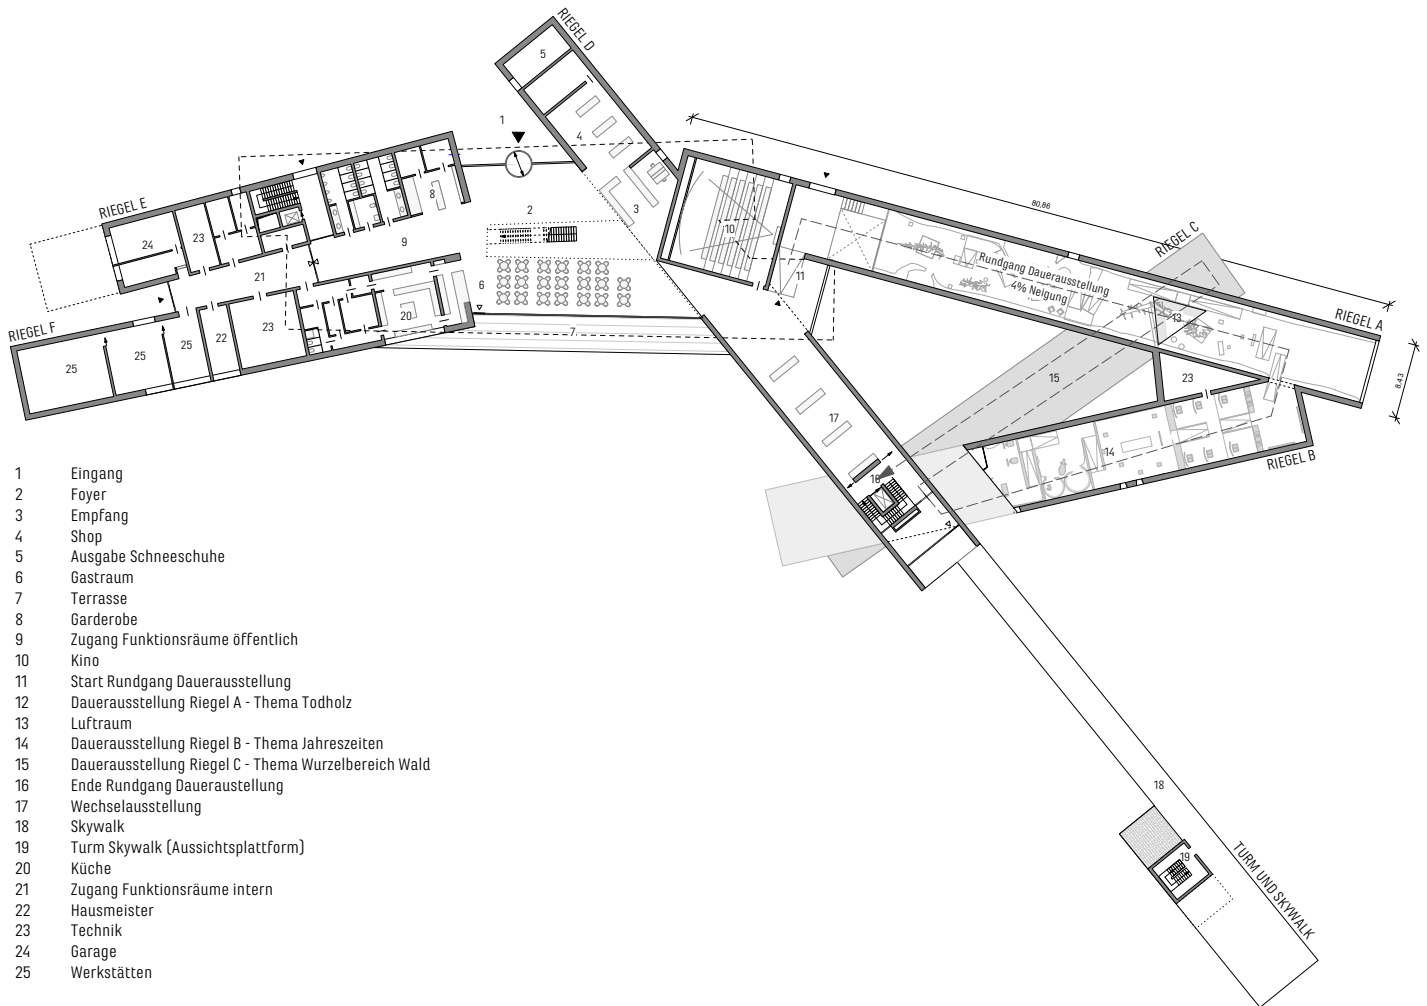 RIEGEL D
5
1
4
RIEGEL E
8
80,86
24
23
2
3
10
RIEGEL C
9
21
6
11
Rundgang Dauerausstellung
4% Neigung
13
RIEGEL A
RIEGEL F
23
20
7
25
25
25
22
15
23
8,43
17
14
RIEGEL B
16
18
19
TURM UND SKYWALK
1 Eingang
2 Foyer
3 Empfang
4 Shop
5 Ausgabe Schneeschuhe
6 Gastraum
7 Terrasse
8 Garderobe
9 Zugang Funktionsräume öffentlich
10 Kino
11 Start Rundgang Dauerausstellung
12 Dauerausstellung Riegel A - Thema Todholz
13 Luftraum
14 Dauerausstellung Riegel B - Thema Jahreszeiten
15 Dauerausstellung Riegel C - Thema Wurzelbereich Wald
16 Ende Rundgang Daueraustellung
17 Wechselausstellung
18 Skywalk
19 Turm Skywalk (Aussichtsplattform)
20 Küche
21 Zugang Funktionsräume intern
22 Hausmeister
23 Technik
24 Garage
25 Werkstätten